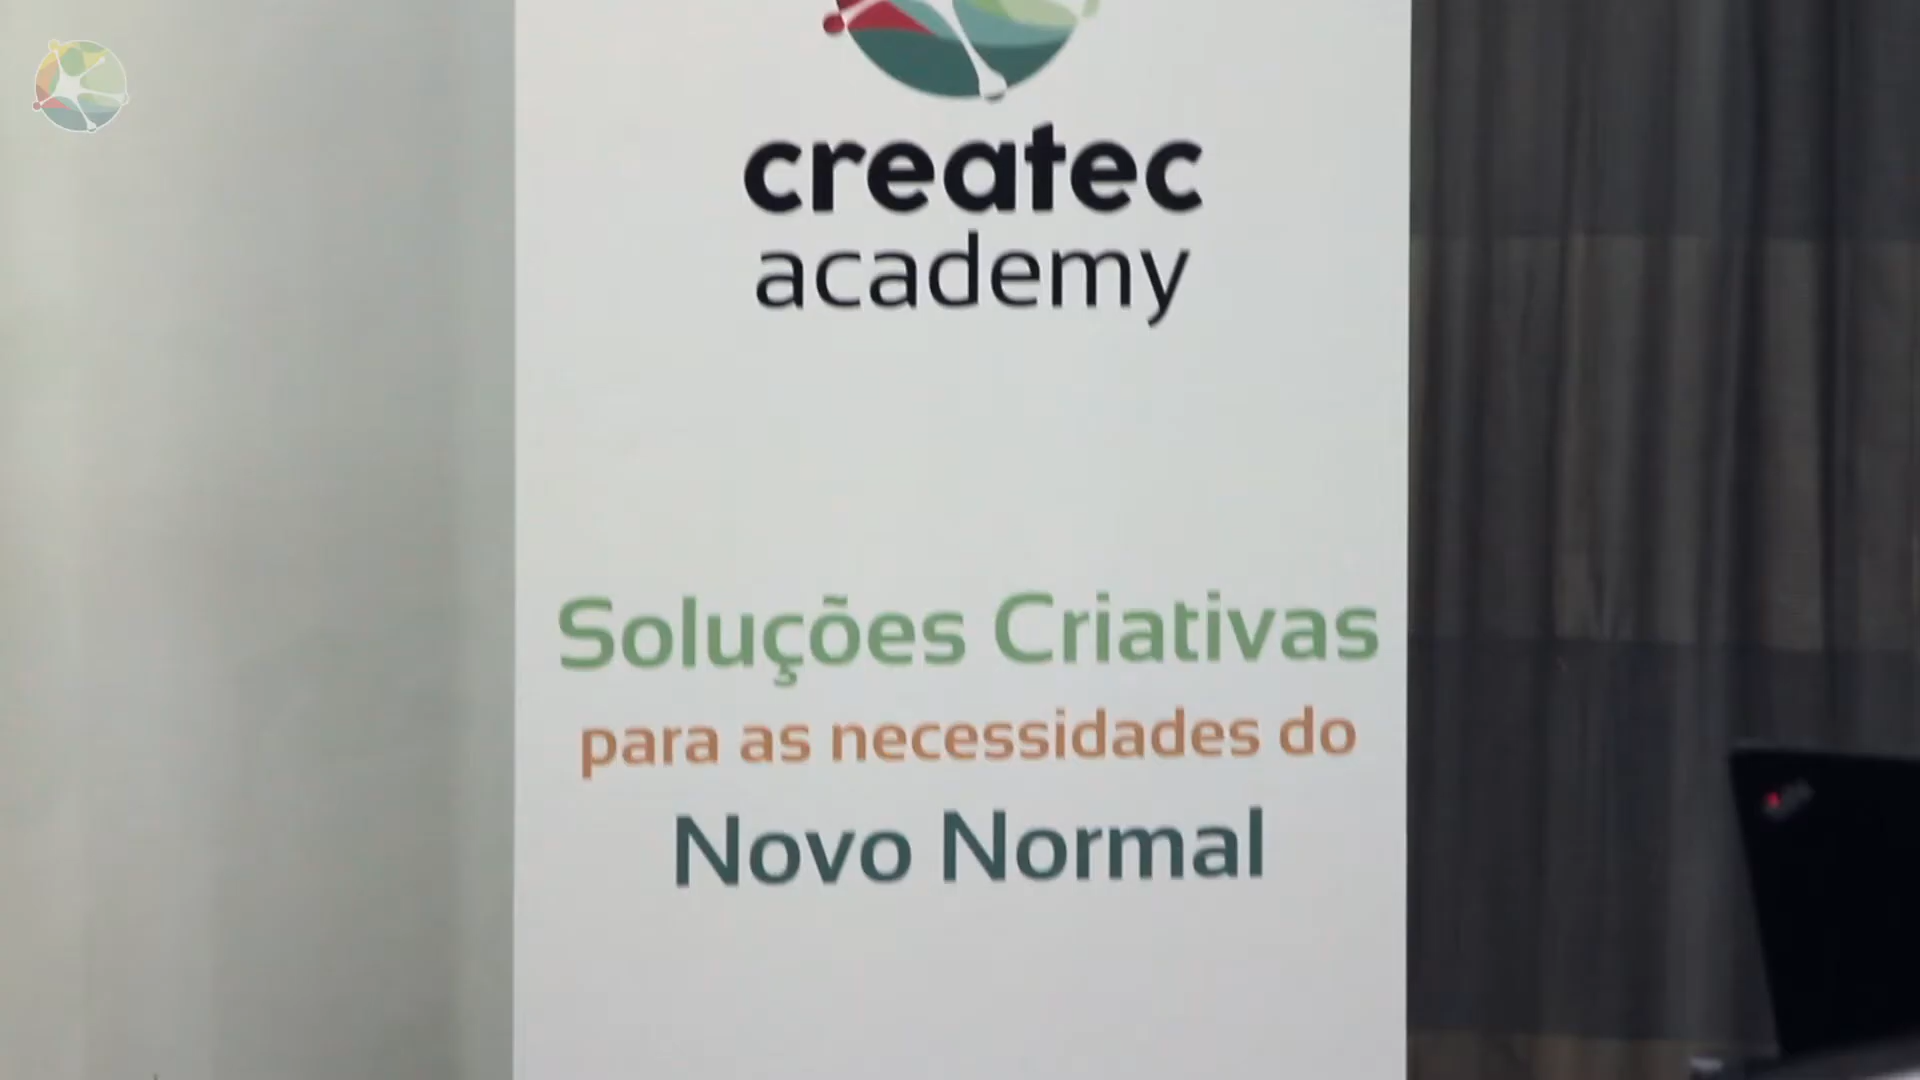 createc
academy
Soluções Criativas
para as necessidades do
Novo Normal